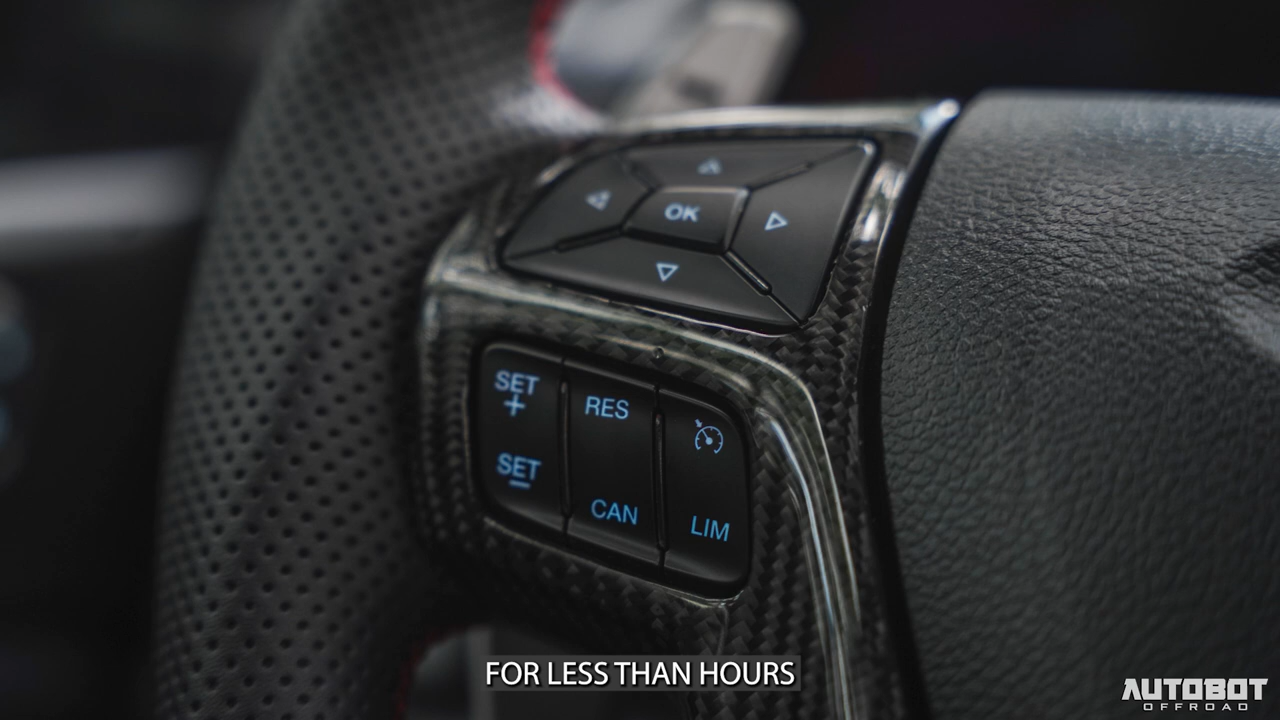 OK
SET
+
RES
SET
-
CAN
LIM
FOR LESS THAN HOURS
AUTOBOT
OFFROAD